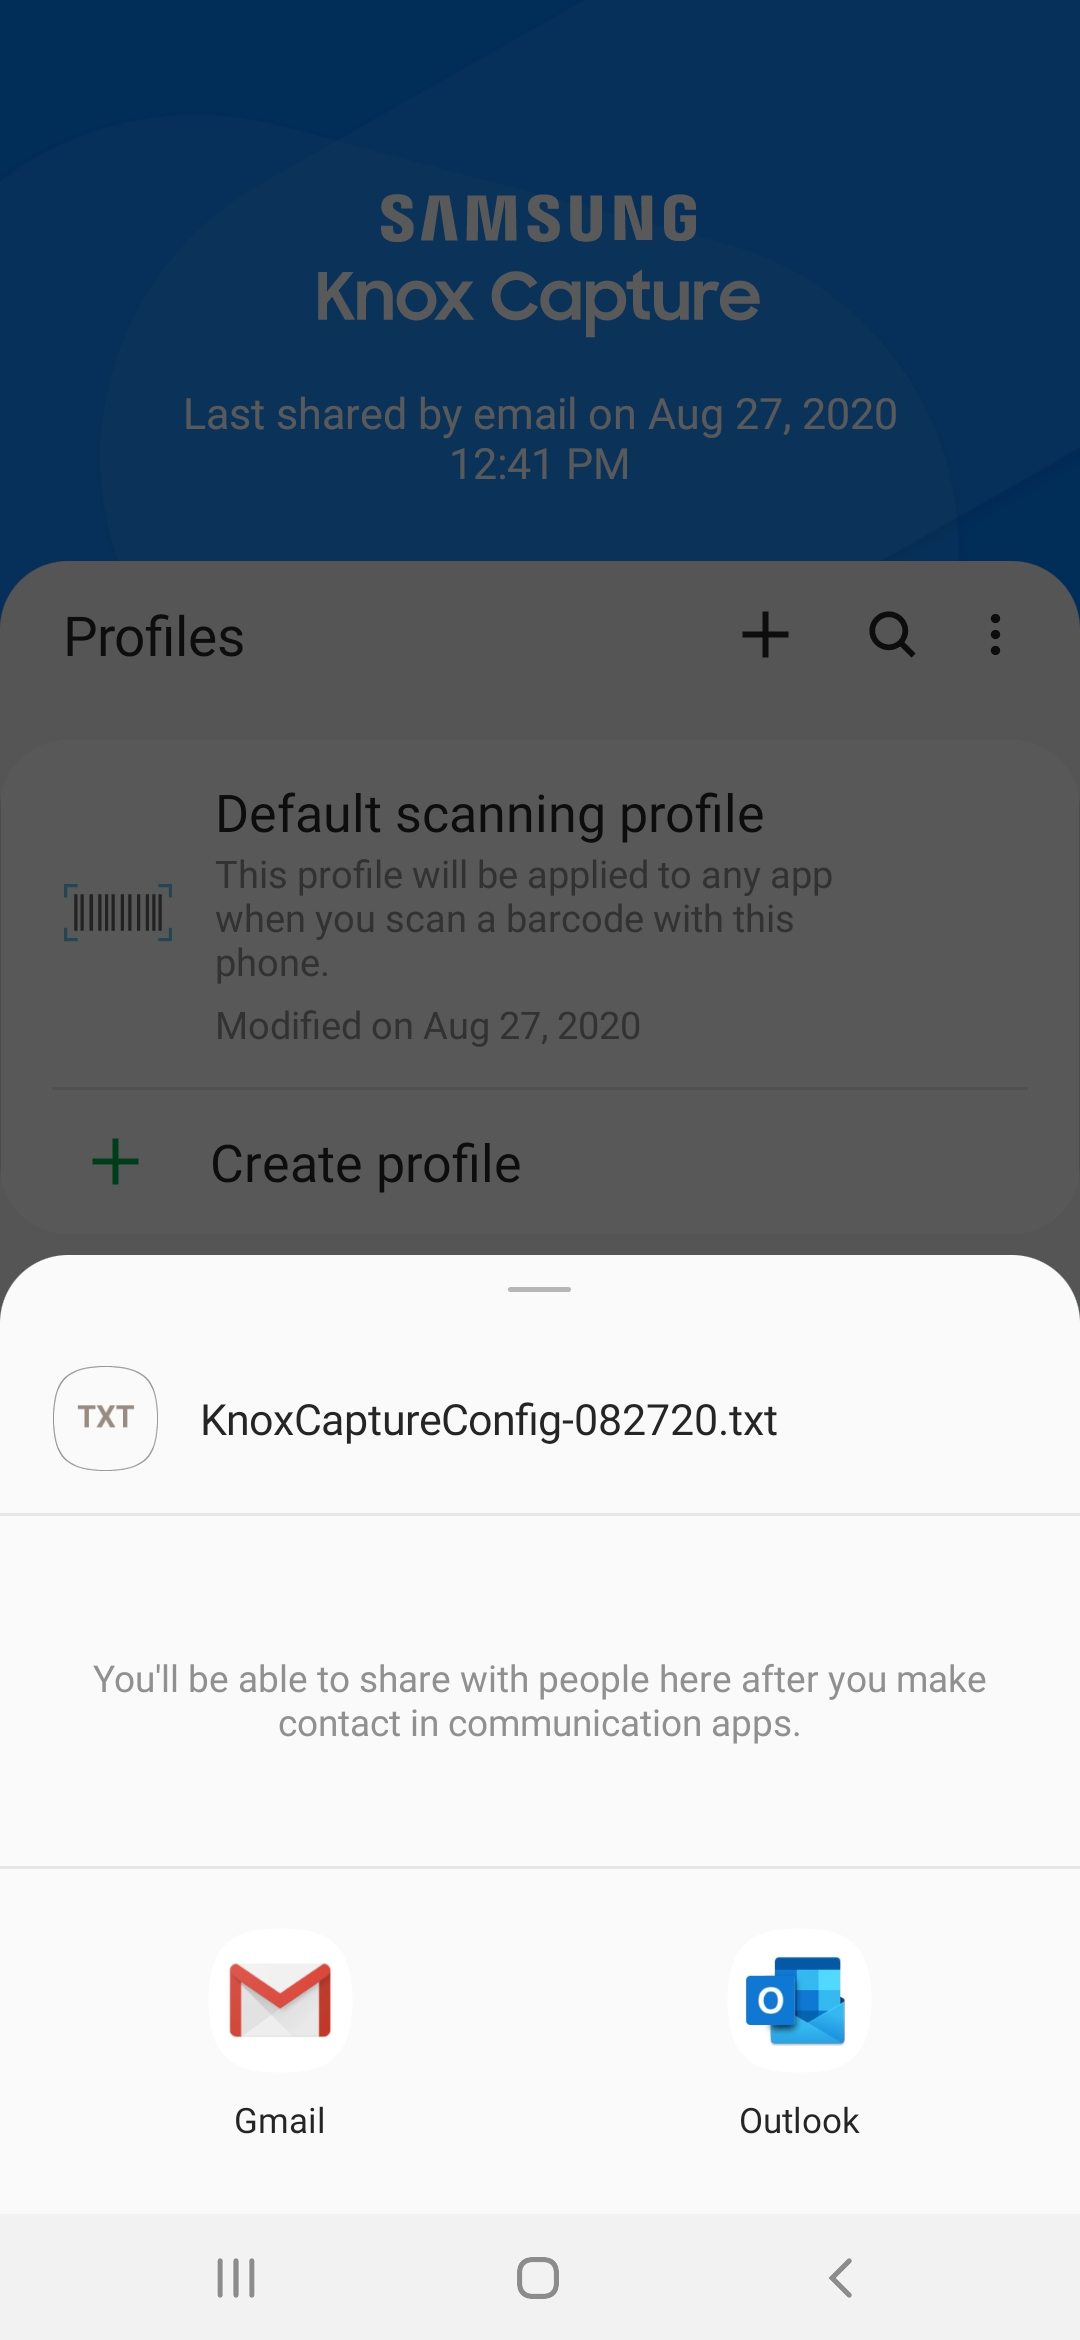 SAMSUNG
Knox Capture
Last shared by email on Aug 27, 2020
12:41 PM
Profiles
Default scanning profile
This profile will be applied to any app
when you scan a barcode with this
phone.
Modified on Aug 27, 2020
Create profile
TXT
KnoxCaptureConfig-082720.txt
You'll be able to share with people here after you make
contact in communication apps.
O
Gmail
Outlook